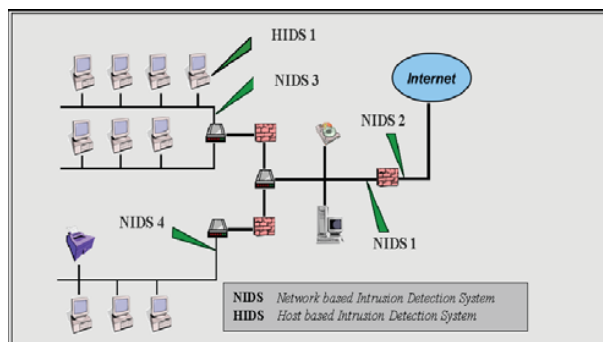 HIDS 1
Internet
NIDS 3
NIDS 2
NIDS 4
NIDS 1
NIDS Network based Intrusion Detection System
HIDS Host based Intrusion Detection System